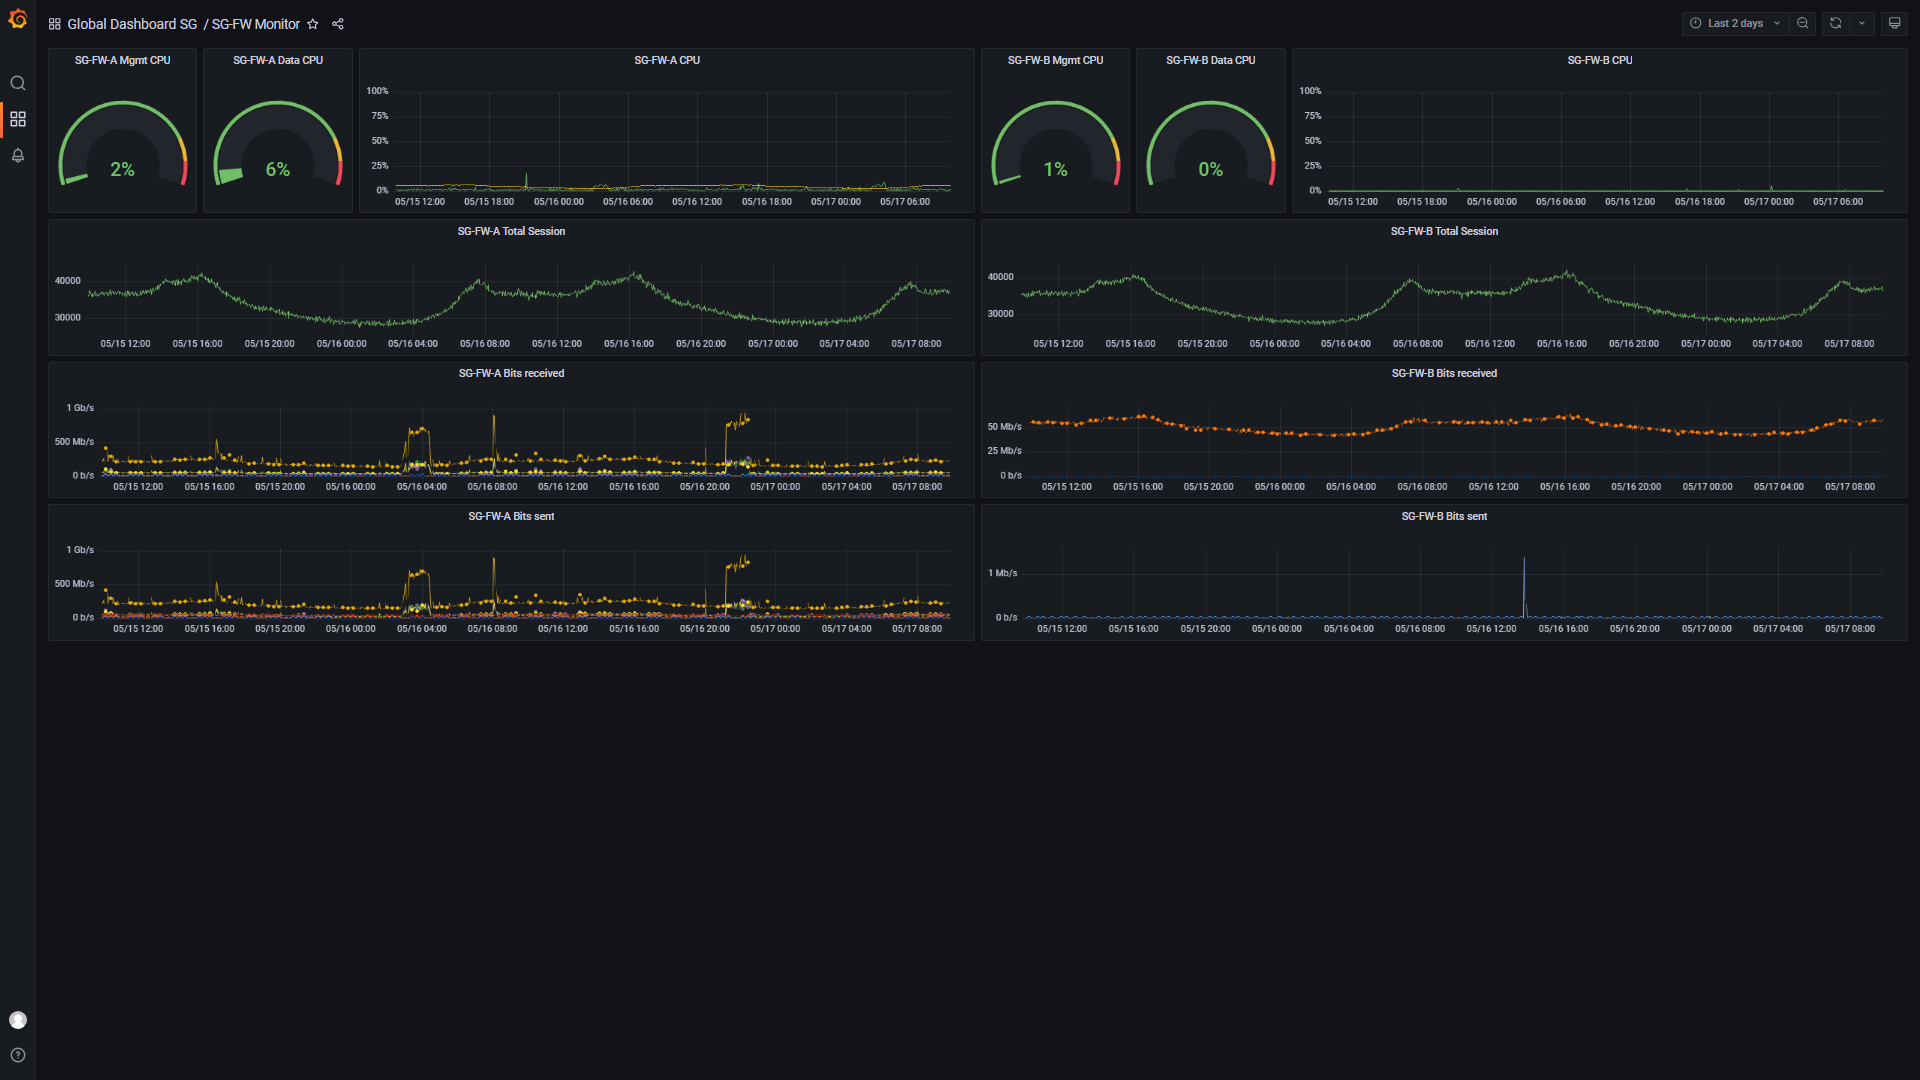 Global Dashboard SG / SG-FW Monitor
Last 2 days
SG-FW-A Mgmt CPU
2%
SG-FW-A Data CPU
6%
SG-FW-A CPU
100%
75%
50%
25%
0%
05/15 12:00 05/15 18:00 05/16 00:00 05/16 06:00 05/16 12:00 05/16 18:00 05/17 00:00 05/17 06:00
SG-FW-B Mgmt CPU
1%
SG-FW-B Data CPU
0%
SG-FW-B CPU
100%
75%
50%
25%
0%
05/15 12:00 05/15 18:00 05/16 00:00 05/16 06:00 05/16 12:00 05/16 18:00 05/17 00:00 05/17 06:00
SG-FW-A Total Session
40000
30000
05/15 12:00 05/15 16:00 05/15 20:00 05/16 00:00 05/16 04:00 05/16 08:00 05/16 12:00 05/16 16:00 05/16 20:00 05/17 00:00 05/17 04:00 05/17 08:00
SG-FW-B Total Session
40000
30000
05/15 12:00 05/15 16:00 05/15 20:00 05/16 00:00 05/16 04:00 05/16 08:00 05/16 12:00 05/16 16:00 05/16 20:00 05/17 00:00 05/17 04:00 05/17 08:00
SG-FW-A Bits received
1 Gb/s
500 Mb/s
0 b/s
05/15 12:00 05/15 16:00 05/15 20:00 05/16 00:00 05/16 04:00 05/16 08:00 05/16 12:00 05/16 16:00 05/16 20:00 05/17 00:00 05/17 04:00 05/17 08:00
SG-FW-B Bits received
50 Mb/s
25 Mb/s
0 b/s
05/15 12:00 05/15 16:00 05/15 20:00 05/16 00:00 05/16 04:00 05/16 08:00 05/16 12:00 05/16 16:00 05/16 20:00 05/17 00:00 05/17 04:00 05/17 08:00
SG-FW-A Bits sent
1 Gb/s
500 Mb/s
0 b/s
05/15 12:00 05/15 16:00 05/15 20:00 05/16 00:00 05/16 04:00 05/16 08:00 05/16 12:00 05/16 16:00 05/16 20:00 05/17 00:00 05/17 04:00 05/17 08:00
SG-FW-B Bits sent
1 Mb/s
0 b/s
05/15 12:00 05/15 16:00 05/15 20:00 05/16 00:00 05/16 04:00 05/16 08:00 05/16 12:00 05/16 16:00 05/16 20:00 05/17 00:00 05/17 04:00 05/17 08:00